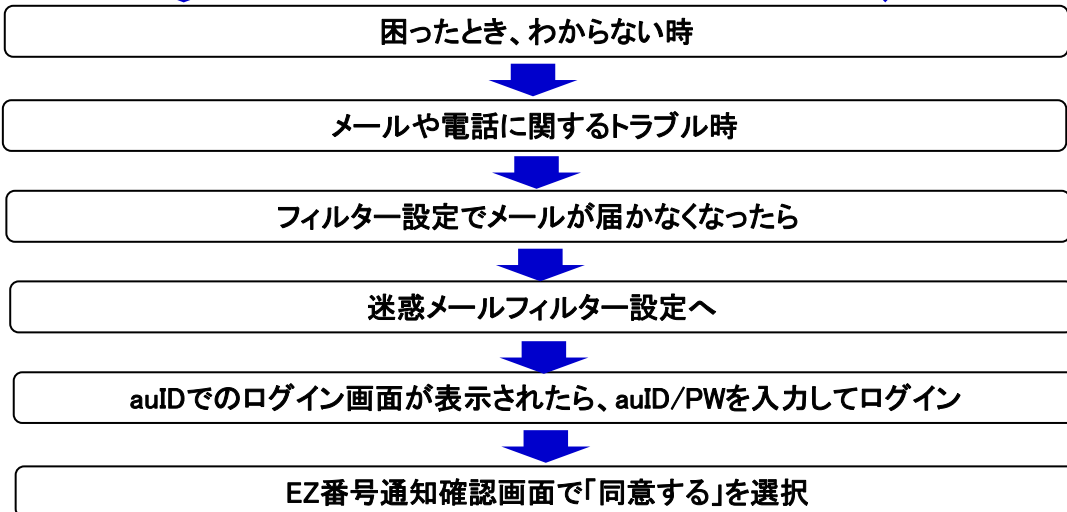 困ったとき、わからない時
メールや電話に関するトラブル時
フィルター設定でメールが届かなくなったら
迷惑メールフィルター設定へ
auIDでのログイン画面が表示されたら、auID/PWを入力してログイン
EZ番号通知確認画面で「同意する」を選択